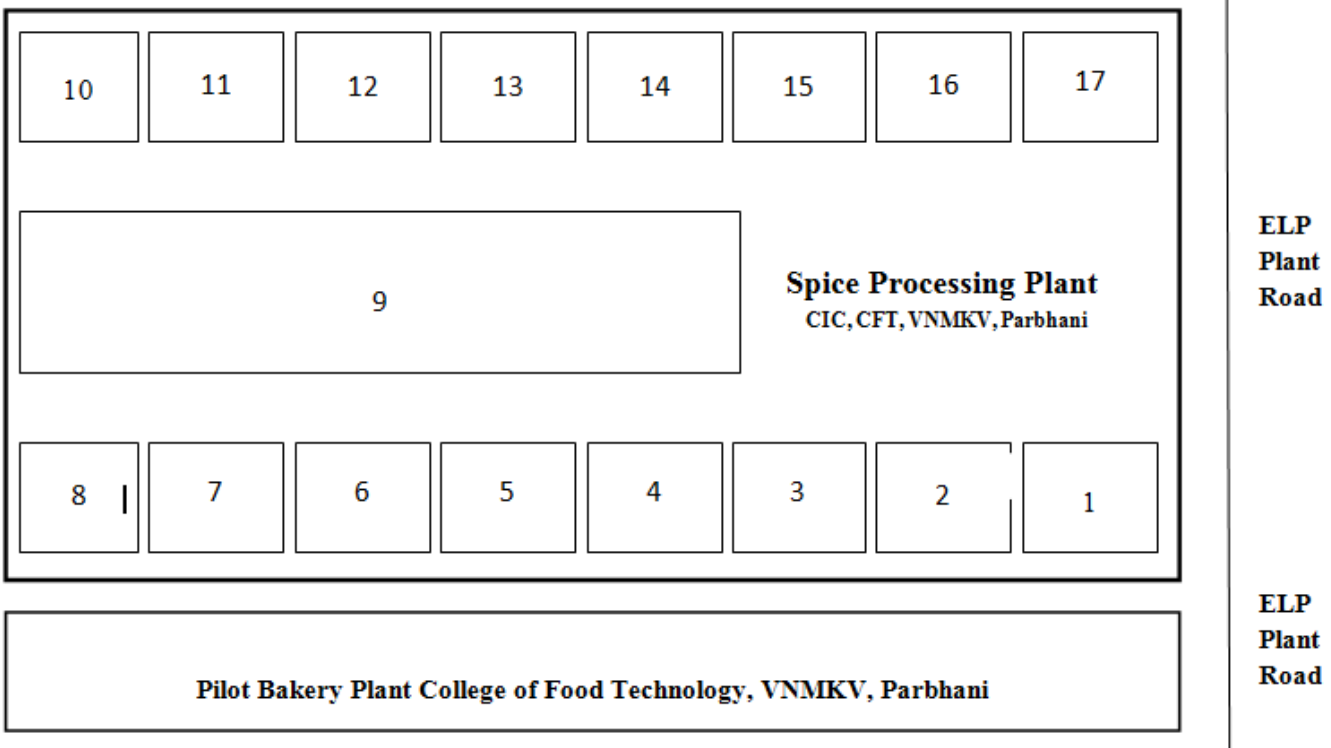 10 11 12 13 14 15 16 17
9
Spice Processing Plant
CIC, CFT, VNMKV, Parbhani
ELP
Plant
Road
8 7 6 5 4 3 2 1
ELP
Plant
Road
Pilot Bakery Plant College of Food Technology, VNMKV, Parbhani